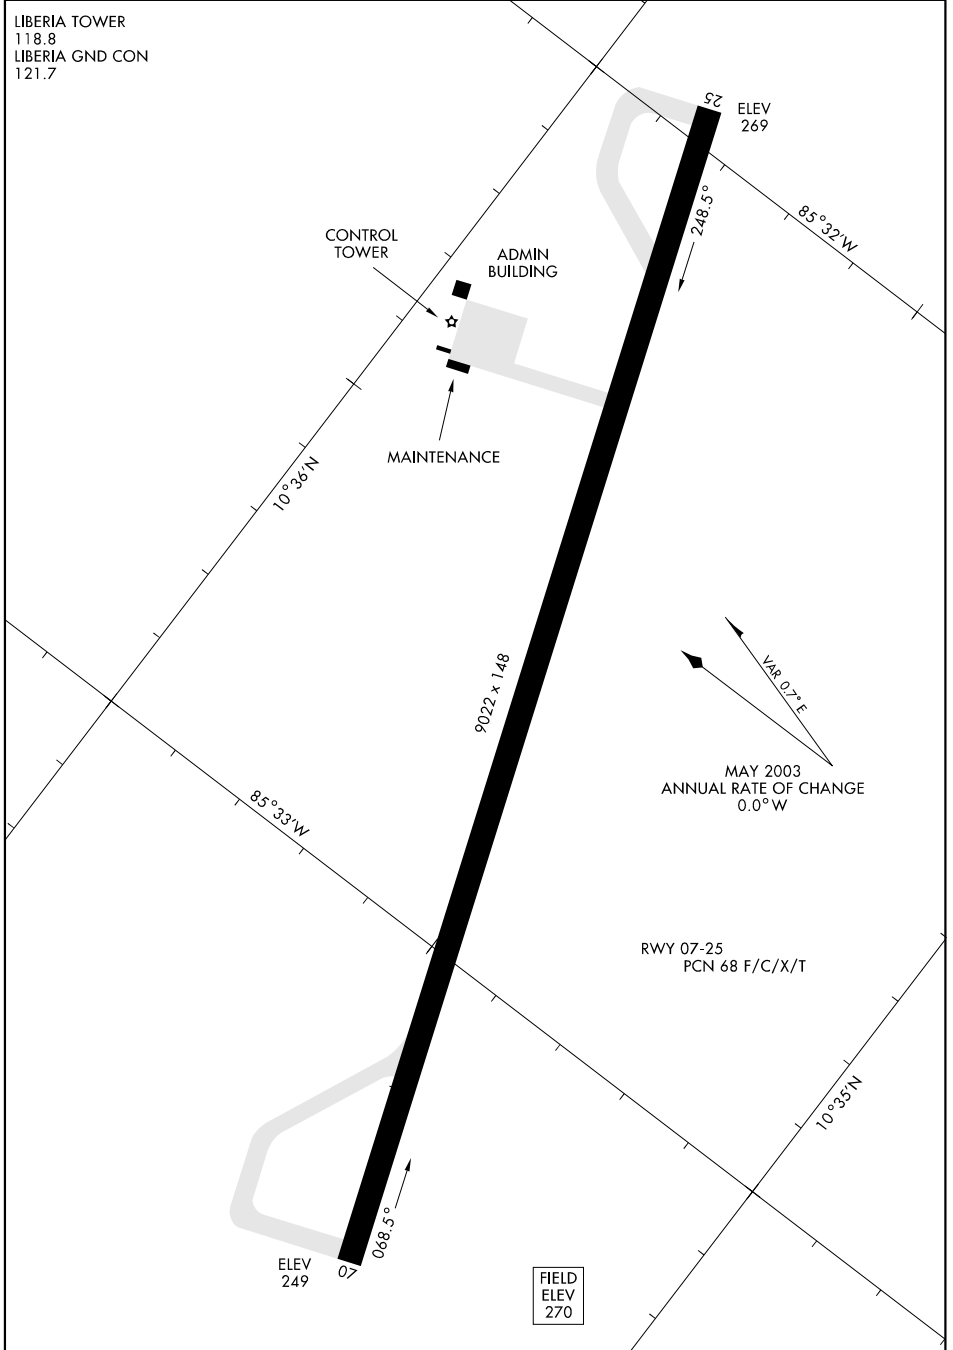 LIBERIA TOWER
118.8
LIBERIA GND CON
121.7
25
ELEV
269
248.5°
85°32'W
CONTROL
TOWER
ADMIN
BUILDING
MAINTENANCE
10°36'N
9022 x 148
VAR 0.7° E
MAY 2003
ANNUAL RATE OF CHANGE
0.0° W
85°33'W
RWY 07-25
PCN 68 F/C/X/T
10°35'N
068.5°
ELEV
249
07
FIELD
ELEV
270